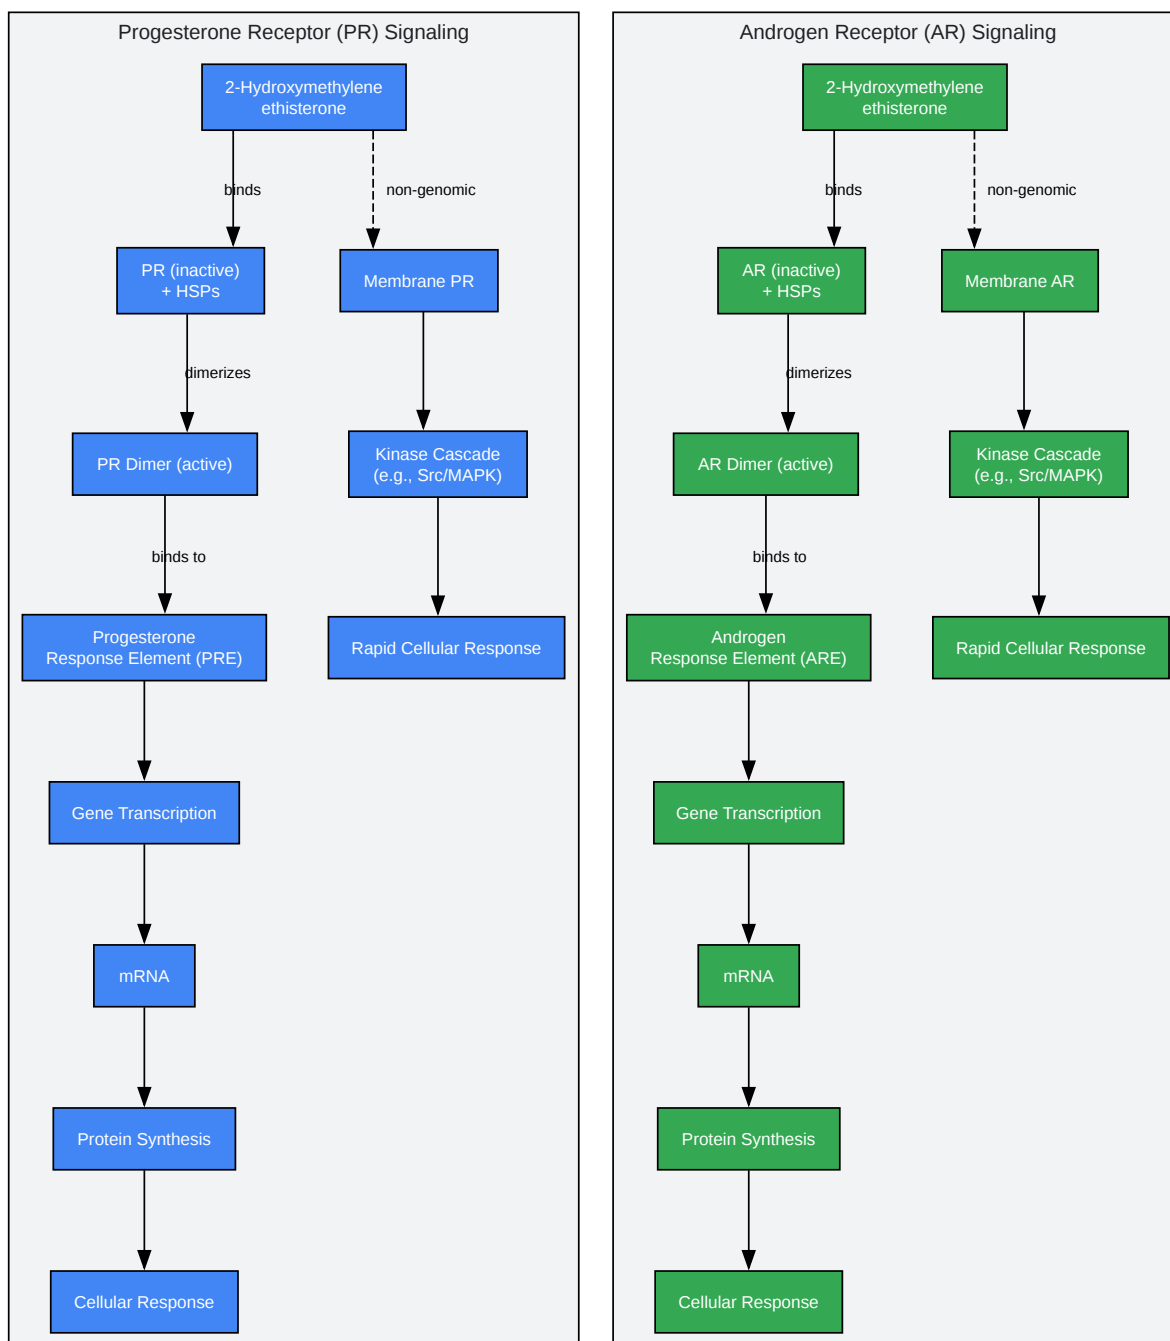 Progesterone Receptor (PR) Signaling
2-Hydroxymethylene
ethisterone
binds
non-genomic
PR (inactive)
+ HSPs
Membrane PR
dimerizes
PR Dimer (active)
Kinase Cascade
(e.g., Src/MAPK)
binds to
Progesterone
Response Element (PRE)
Rapid Cellular Response
Gene Transcription
mRNA
Protein Synthesis
Cellular Response
Androgen Receptor (AR) Signaling
2-Hydroxymethylene
ethisterone
binds
non-genomic
AR (inactive)
+ HSPs
Membrane AR
dimerizes
AR Dimer (active)
Kinase Cascade
(e.g., Src/MAPK)
binds to
Androgen
Response Element (ARE)
Rapid Cellular Response
Gene Transcription
mRNA
Protein Synthesis
Cellular Response